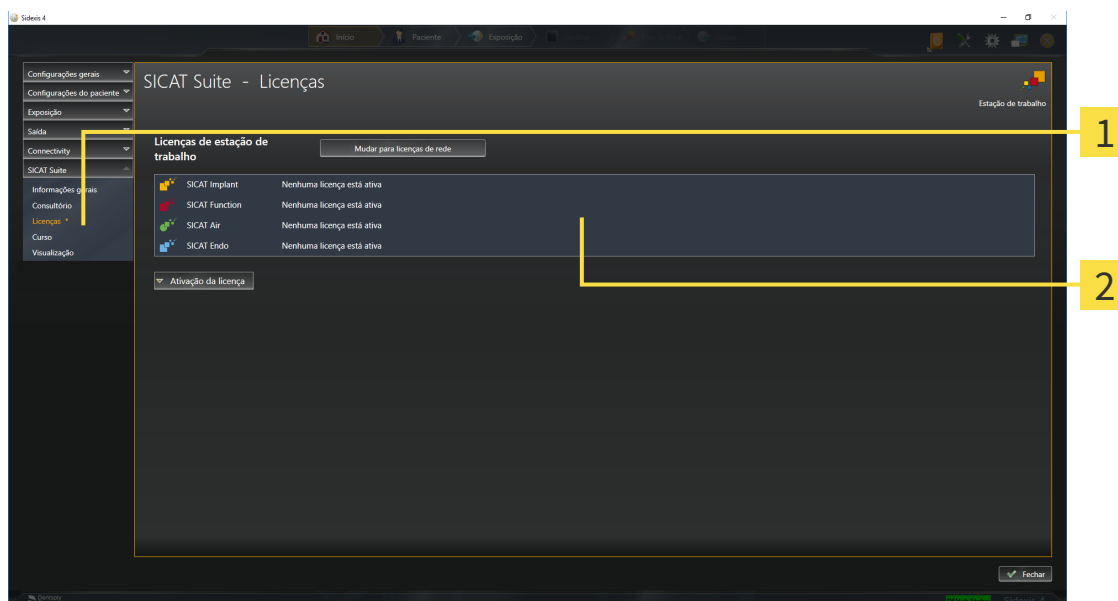 Sidexis 4
Início Paciente Exposição
Configurações gerais
Configurações do paciente
Exposição
Saída
Connectivity
SICAT Suite
Informações gerais
Consultório
Licenças *
Curso
Visualização
SICAT Suite - Licenças
Estação de trabalho
Licenças de estação de
trabalho
Mudar para licenças de rede
SICAT Implant Nenhuma licença está ativa
SICAT Function Nenhuma licença está ativa
SICAT Air Nenhuma licença está ativa
SICAT Endo Nenhuma licença está ativa
Ativação da licença
1
2
Fechar
Dentsply
Sidexis 4